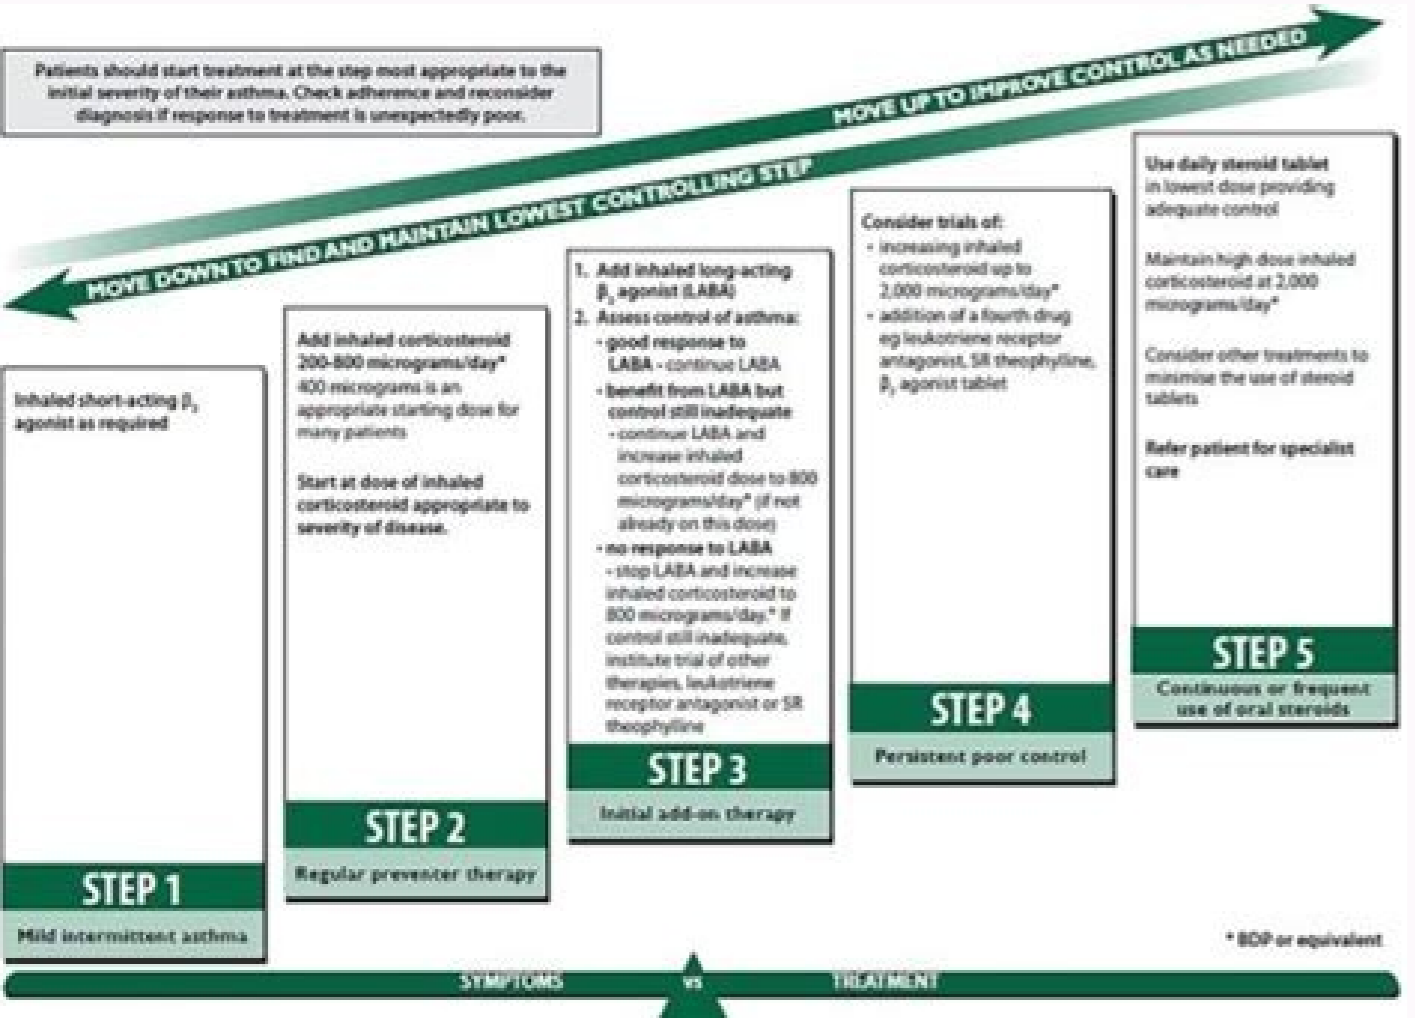 Patients should start treatment at the step most appropriate to the
initial severity of their asthma. Check adherence and reconsider
diagnosis if response to treatment is unexpectedly poor.
MOVE UP TO IMPROVE CONTROL AS NEEDED
MOVE DOWN TO FIND AND MAINTAIN LOWEST CONTROLLING STEP
Inhaled short-acting β₂
agonist as required
STEP 1
Mild intermittent asthma
Add inhaled corticosteroid
200-800 micrograms/day*
400 micrograms is an
appropriate starting dose for
many patients
Start at dose of inhaled
corticosteroid appropriate to
severity of disease.
STEP 2
Regular preventer therapy
1. Add inhaled long-acting
β₂ agonist (LABA)
2. Assess control of asthma:
• good response to
LABA - continue LABA
• benefit from LABA but
control still inadequate
- continue LABA and
increase inhaled
corticosteroid dose to 800
micrograms/day* (if not
already on this dose)
• no response to LABA
- stop LABA and increase
inhaled corticosteroid to
800 micrograms/day.* If
control still inadequate,
institute trial of other
therapies, leukotriene
receptor antagonist or SR
theophylline
STEP 3
Initial add-on therapy
Consider trials of:
• increasing inhaled
corticosteroid up to
2,000 micrograms/day*
• addition of a fourth drug
eg leukotriene receptor
antagonist, SR theophylline,
β₂ agonist tablet
STEP 4
Persistent poor control
Use daily steroid tablet
in lowest dose providing
adequate control
Maintain high dose inhaled
corticosteroid at 2,000
micrograms/day*
Consider other treatments to
minimise the use of steroid
tablets
Refer patient for specialist
care
STEP 5
Continuous or frequent
use of oral steroids
* BDP or equivalent
SYMPTOMS vs TREATMENT